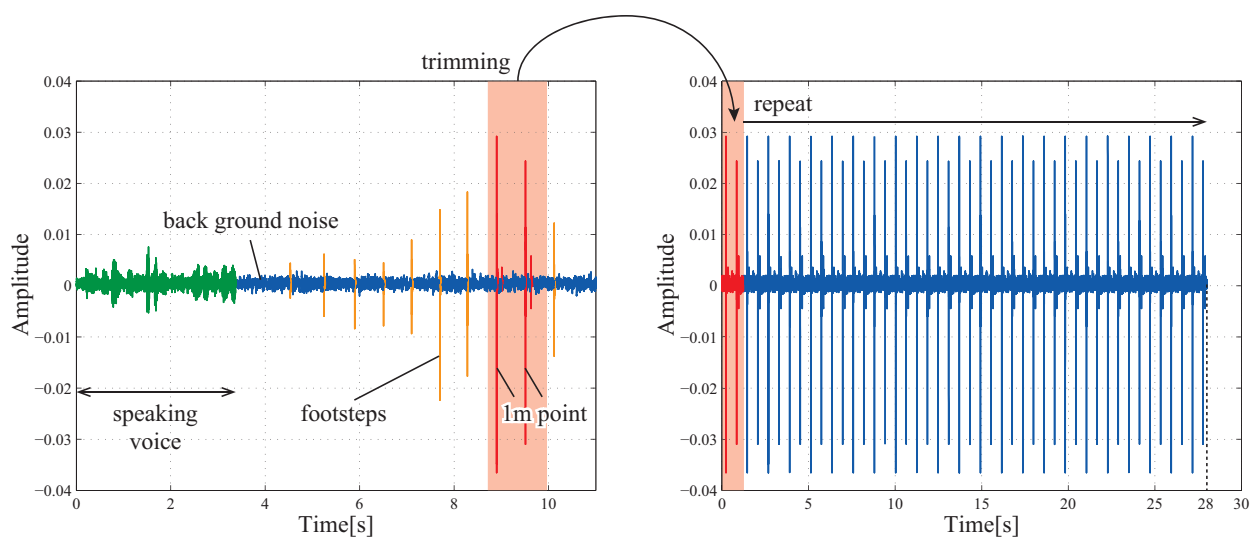 trimming
0.04
0.03
0.02
0.01
0
−0.01
−0.02
−0.03
−0.04
Amplitude
back ground noise
speaking
voice
footsteps
1m point
0 2 4 6 8 10
Time[s]
0.04
0.03
0.02
0.01
0
−0.01
−0.02
−0.03
−0.04
Amplitude
repeat
0 5 10 15 20 25 28 30
Time[s]